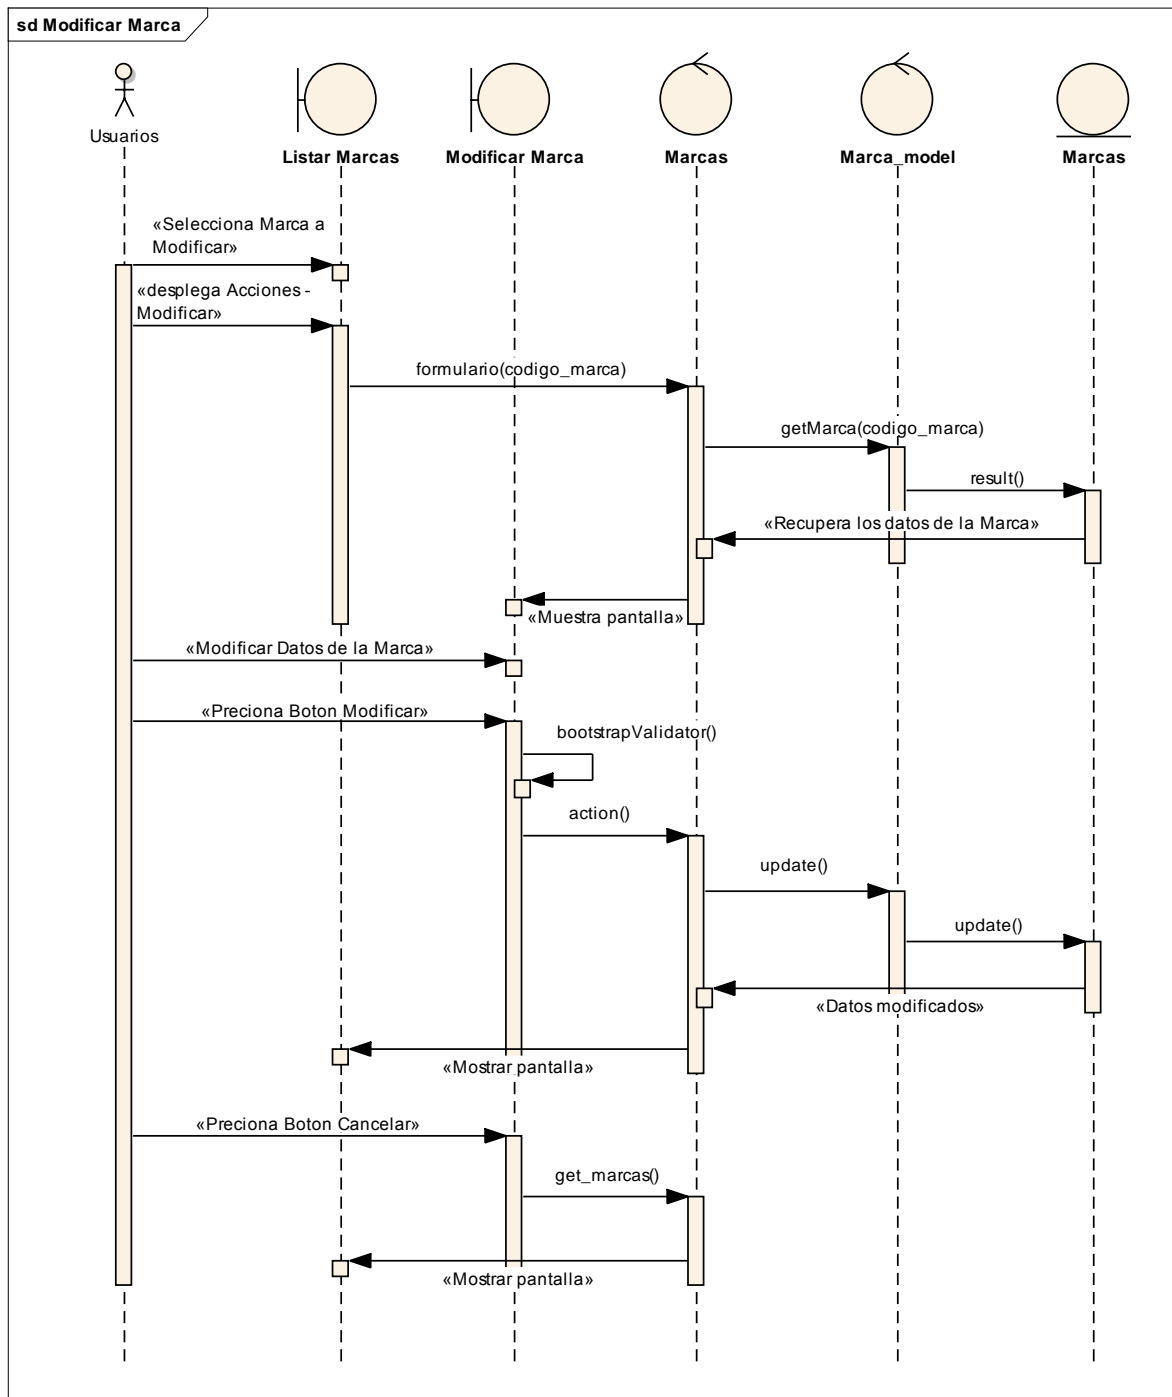 sd Modificar Marca
Usuarios
Listar Marcas
Modificar Marca
Marcas
Marca_model
Marcas
«Selecciona Marca a
Modificar»
«desplega Acciones -
Modificar»
formulario(codigo_marca)
getMarca(codigo_marca)
result()
«Recupera los datos de la Marca»
«Muestra pantalla»
«Modificar Datos de la Marca»
«Preciona Boton Modificar»
bootstrapValidator()
action()
update()
update()
«Datos modificados»
«Mostrar pantalla»
«Preciona Boton Cancelar»
get_marcas()
«Mostrar pantalla»